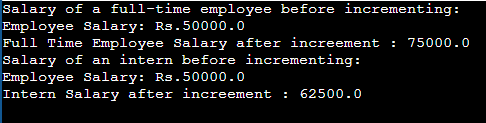 Salary of a full-time employee before incrementing:
Employee Salary: Rs.50000.0
Full Time Employee Salary after increement : 75000.0
Salary of an intern before incrementing:
Employee Salary: Rs.50000.0
Intern Salary after increement : 62500.0